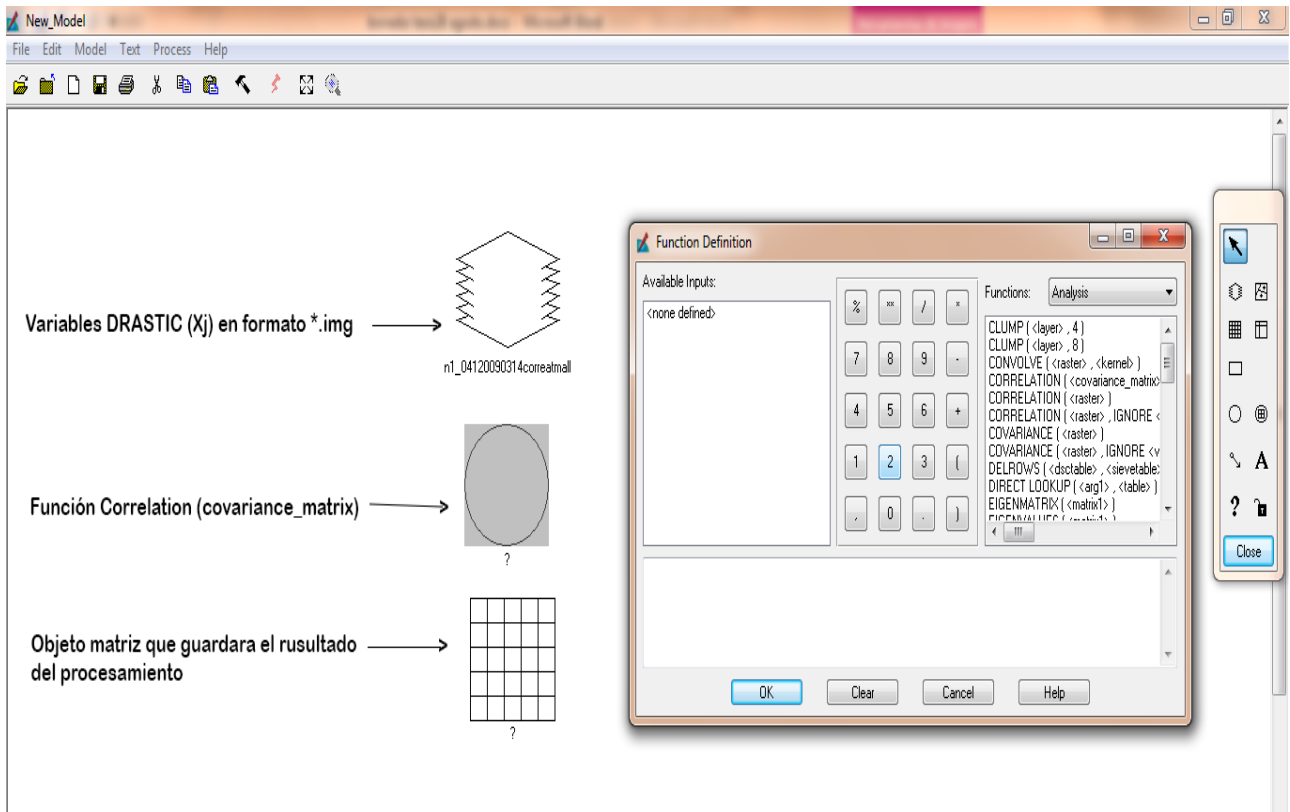 New_Model
File Edit Model Text Process Help
Variables DRASTIC (Xj) en formato *.img
n1_04120090314correatmall
Función Correlation (covariance_matrix)
?
Objeto matriz que guardara el rusultado
del procesamiento
?
Function Definition
Available Inputs:
<none defined>
% ** / *
7 8 9 -
4 5 6 +
1 2 3 (
, 0 . )
Functions: Analysis
CLUMP ( <layer> , 4 )
CLUMP ( <layer> , 8 )
CONVOLVE ( <raster> , <kernel> )
CORRELATION ( <covariance_matrix>
CORRELATION ( <raster> )
CORRELATION ( <raster> , IGNORE <
COVARIANCE ( <raster> )
COVARIANCE ( <raster> , IGNORE <v
DELROWS ( <dsctable> , <sievetable>
DIRECT LOOKUP ( <arg1> , <table> )
EIGENMATRIX ( <matrix1> )
EIGENVALUES ( <matrix1> )
OK Clear Cancel Help
A
?
Close